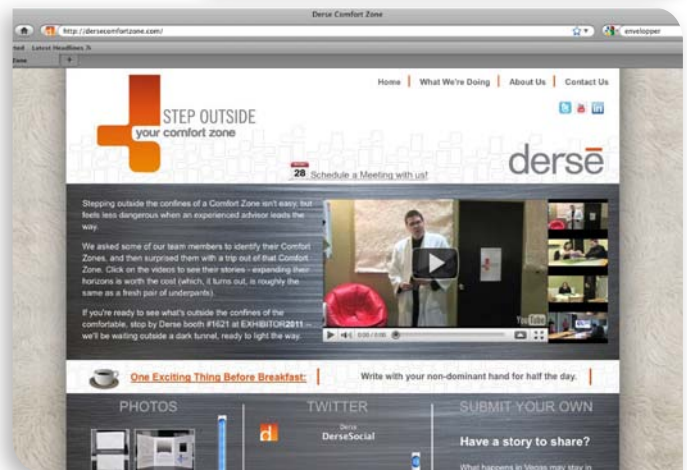 Derse Comfort Zone
http://dersecomfortzone.com/
envelopper
Latest Headlines
Home | What We're Doing | About Us | Contact Us
STEP OUTSIDE
your comfort zone
dersē
28 Schedule a Meeting with us!
Stepping outside the confines of a Comfort Zone isn't easy, but
feels less dangerous when an experienced advisor leads the
way.
We asked some of our team members to identify their Comfort
Zones, and then surprised them with a trip out of that Comfort
Zone. Click on the videos to see their stories - expanding their
horizons is worth the cost (which, it turns out, is roughly the
same as a fresh pair of underpants).
If you're ready to see what's outside the confines of the
comfortable, stop by Derse booth #1621 at EXHIBITOR2011 –
we'll be waiting outside a dark tunnel, ready to light the way.
YouTube
0:00 / 0:00
One Exciting Thing Before Breakfast: | Write with your non-dominant hand for half the day. |
PHOTOS
TWITTER
SUBMIT YOUR OWN
Derse
DerseSocial
Have a story to share?
What happens in Vegas may stay in